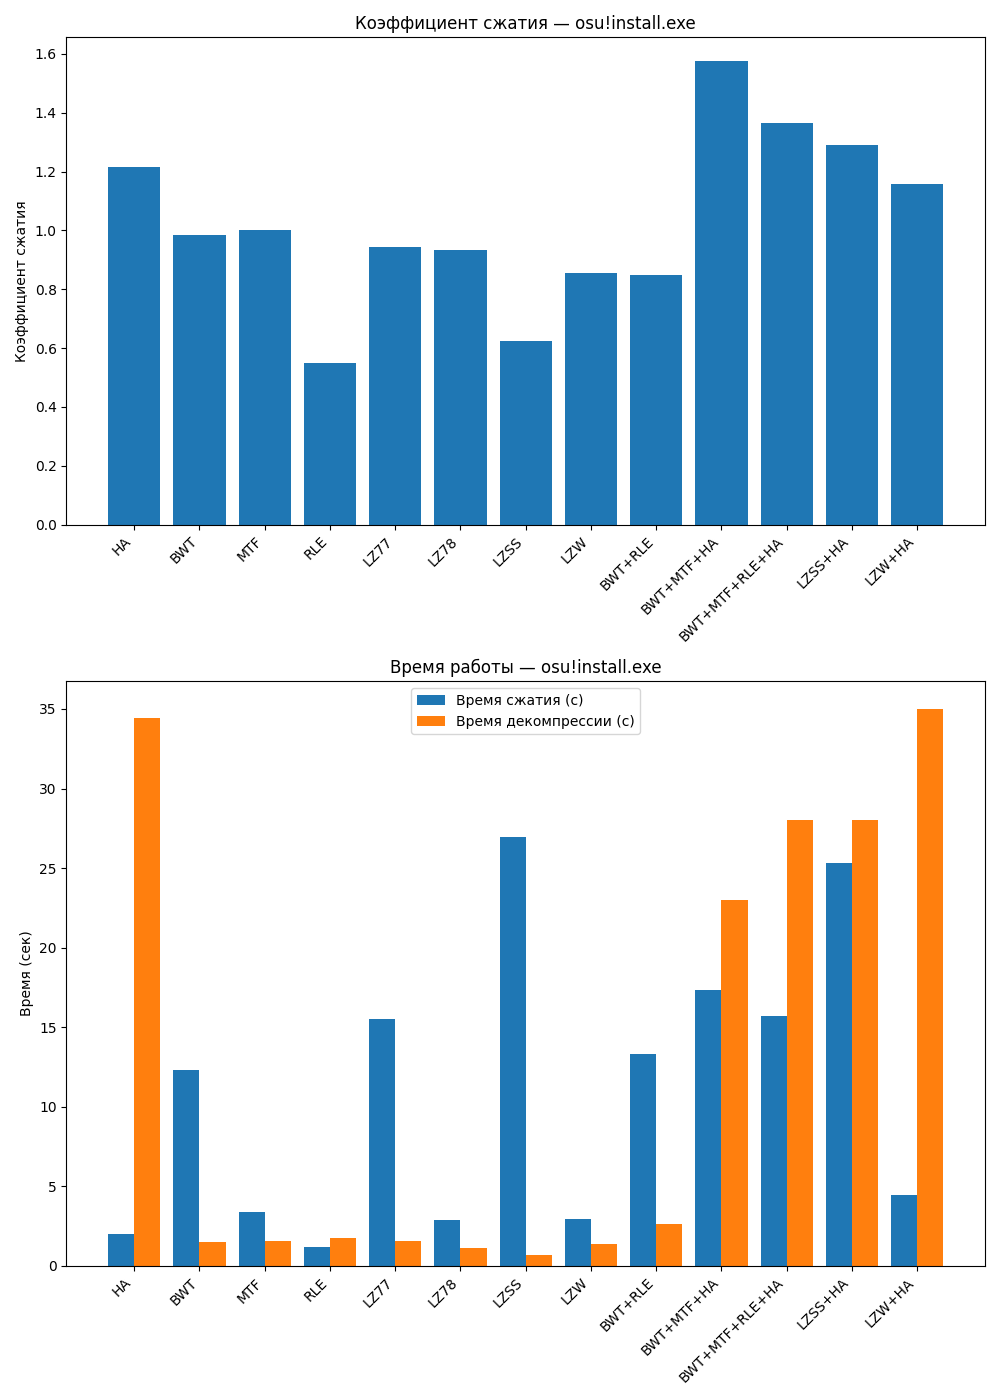 Коэффициент сжатия — osu!install.exe
Коэффициент сжатия
1.6
1.4
1.2
1.0
0.8
0.6
0.4
0.2
0.0
HA
BWT
MTF
RLE
LZ77
LZ78
LZSS
LZW
BWT+RLE
BWT+MTF+HA
BWT+MTF+RLE+HA
LZSS+HA
LZW+HA
Время работы — osu!install.exe
Время сжатия (с)
Время декомпрессии (с)
Время (сек)
35
30
25
20
15
10
5
0
HA
BWT
MTF
RLE
LZ77
LZ78
LZSS
LZW
BWT+RLE
BWT+MTF+HA
BWT+MTF+RLE+HA
LZSS+HA
LZW+HA